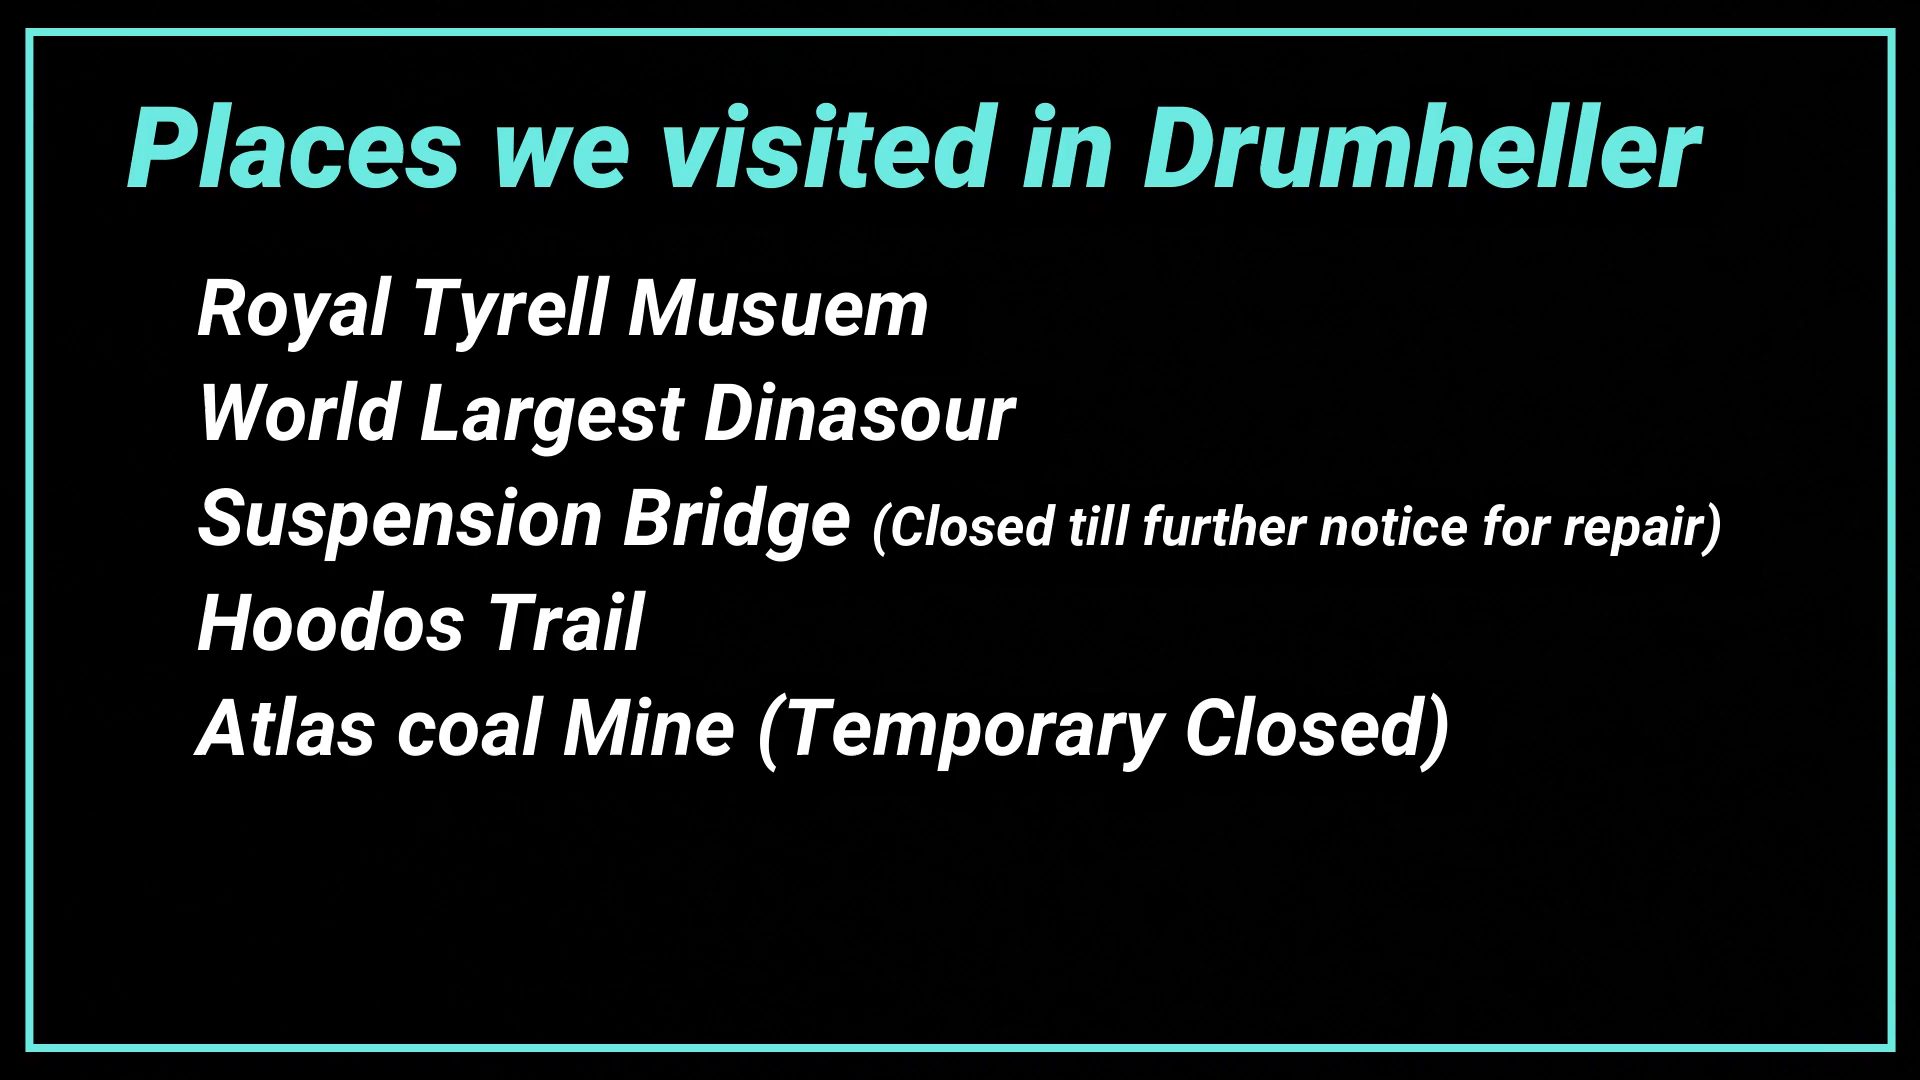 Places we visited in Drumheller
Royal Tyrell Musuem
World Largest Dinasour
Suspension Bridge (Closed till further notice for repair)
Hoodos Trail
Atlas coal Mine (Temporary Closed)